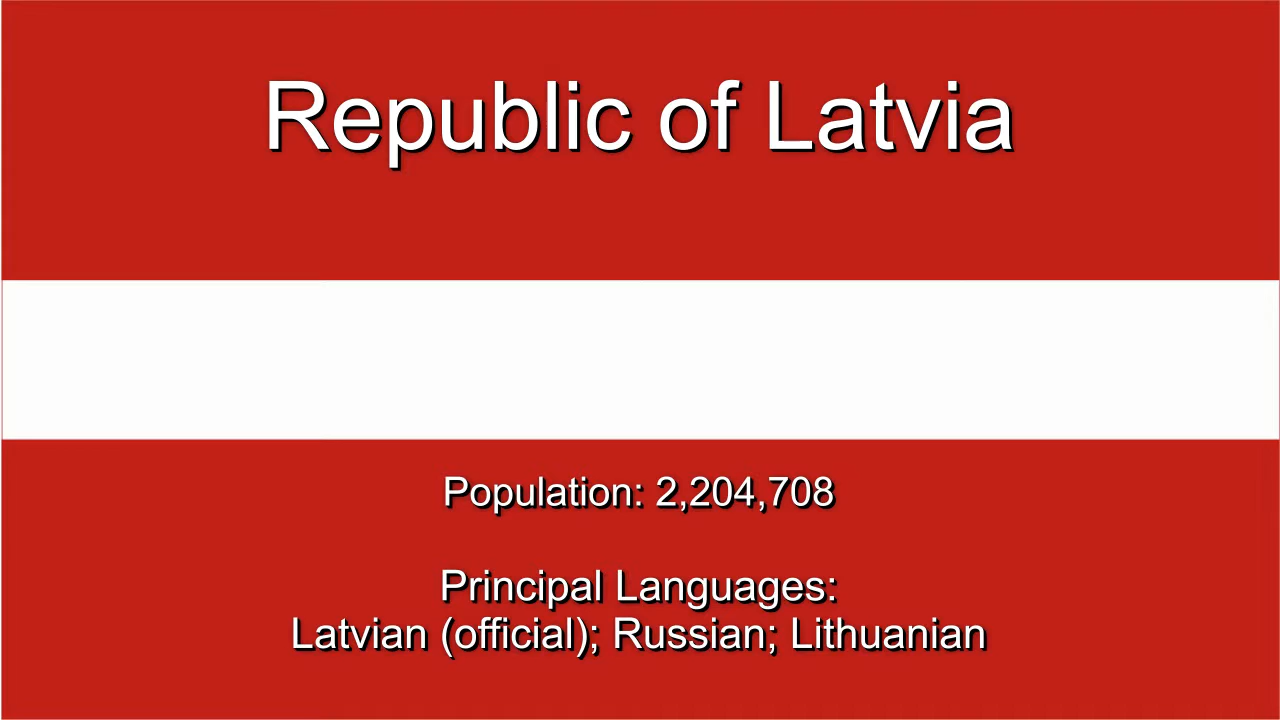 Republic of Latvia
Population: 2,204,708
Principal Languages:
Latvian (official); Russian; Lithuanian